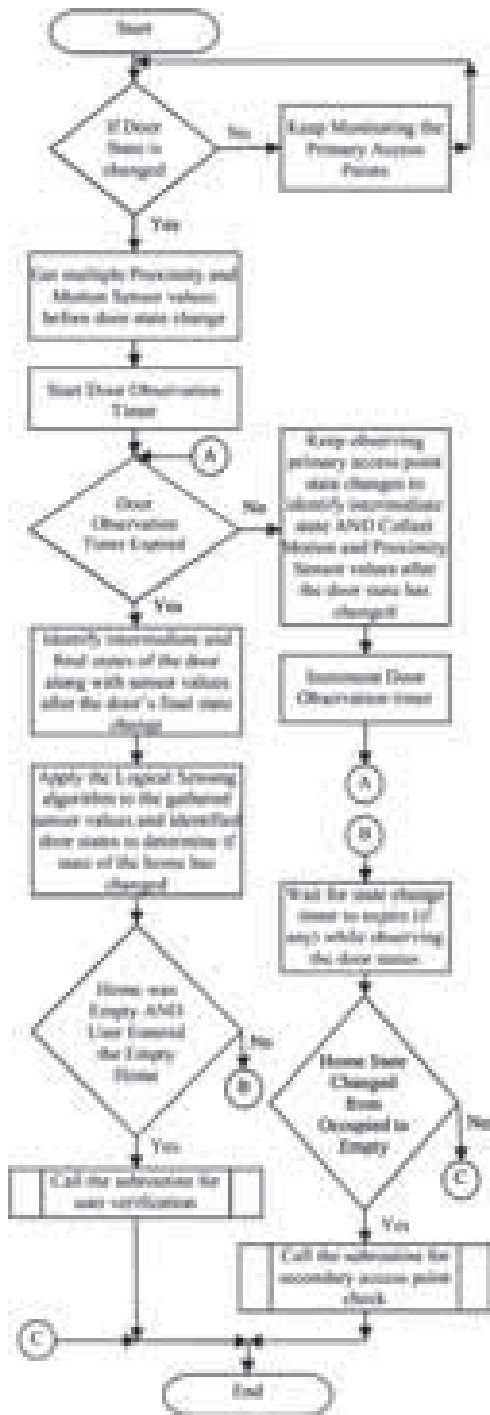 Start
If Door
State is
changed
No
Keep Monitoring the
Primary Access
Points
Yes
Get multiple Proximity and
Motion Sensor values
before door state change
Start Door Observation
Timer
A
Door
Observation
Timer Expired
No
Keep observing
primary access point
state changes to
identify intermediate
state AND Collect
Motion and Proximity
Sensor values after
the door state has
changed
Yes
Identify intermediate and
final states of the door
along with sensor values
after the door's final state
change
Increment Door
Observation timer
A
Apply the Logical Sensing
algorithm to the gathered
sensor values and identified
door states to determine if
state of the home has
changed
B
Wait for state change
timer to expire (if
any) while observing
the door status
Home was
Empty AND
User Entered
the Empty
Home
No
B
Home State
Changed
from
Occupied to
Empty
No
C
Yes
Call the subroutine for
user verification
Yes
Call the subroutine for
secondary access point
check
C
End